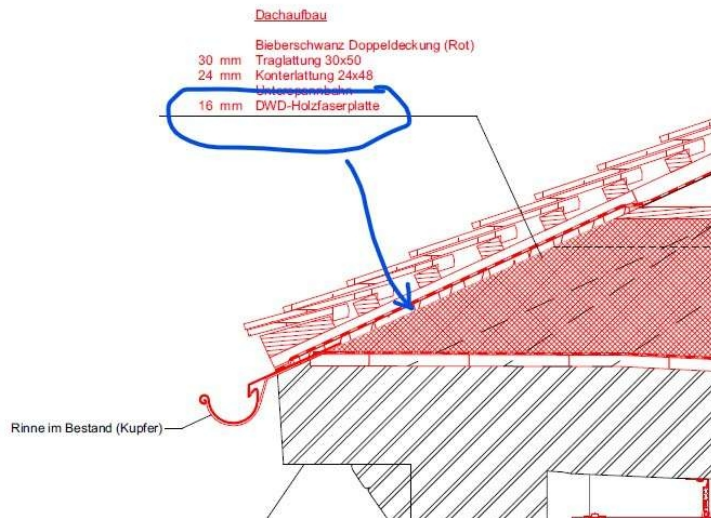 Dachaufbau
Bieberschwanz Doppeldeckung (Rot)
30 mm Traglattung 30x50
24 mm Konterlattung 24x48
Unterspannbahn
16 mm DWD-Holzfaserplatte
Rinne im Bestand (Kupfer)